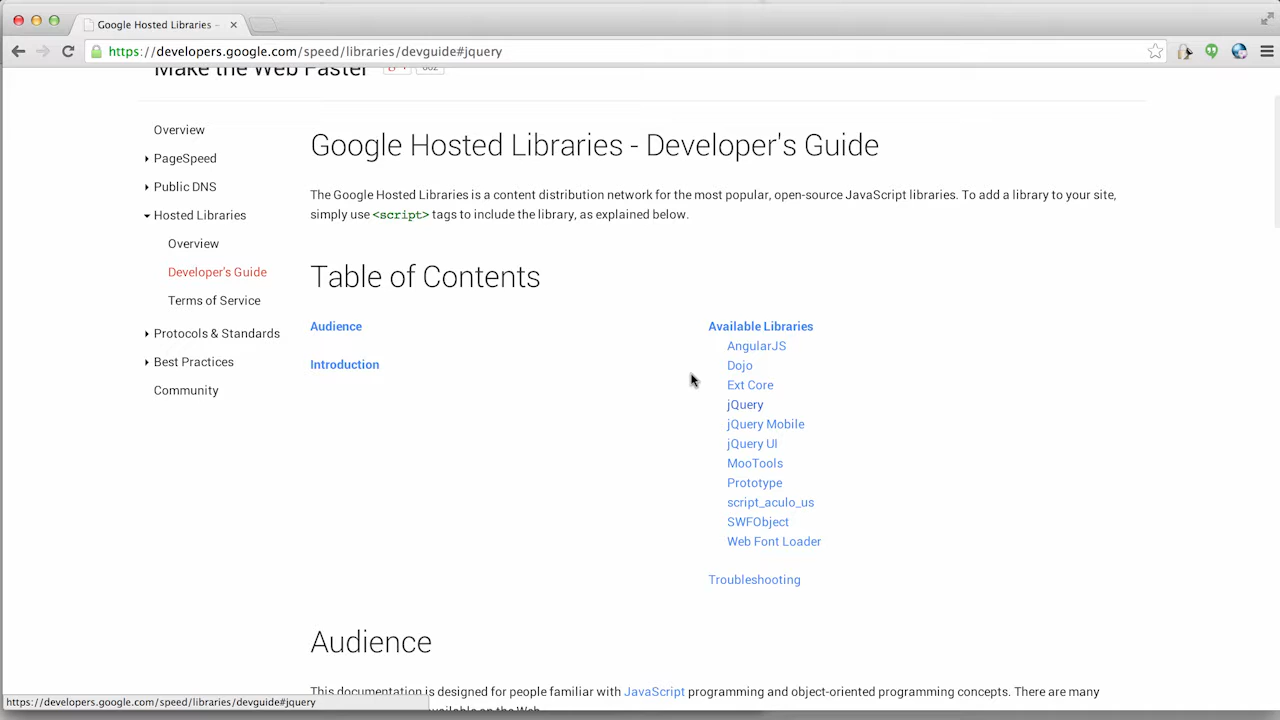 Google Hosted Libraries -
https://developers.google.com/speed/libraries/devguide#jquery
Make the Web Faster
Overview
PageSpeed
Public DNS
Hosted Libraries
Overview
Developer's Guide
Terms of Service
Protocols & Standards
Best Practices
Community
Google Hosted Libraries - Developer's Guide
The Google Hosted Libraries is a content distribution network for the most popular, open-source JavaScript libraries. To add a library to your site,
simply use <script> tags to include the library, as explained below.
Table of Contents
Audience
Introduction
Available Libraries
AngularJS
Dojo
Ext Core
jQuery
jQuery Mobile
jQuery UI
MooTools
Prototype
script_aculo_us
SWFObject
Web Font Loader
Troubleshooting
Audience
This documentation is designed for people familiar with JavaScript programming and object-oriented programming concepts. There are many
available on the Web.
https://developers.google.com/speed/libraries/devguide#jquery